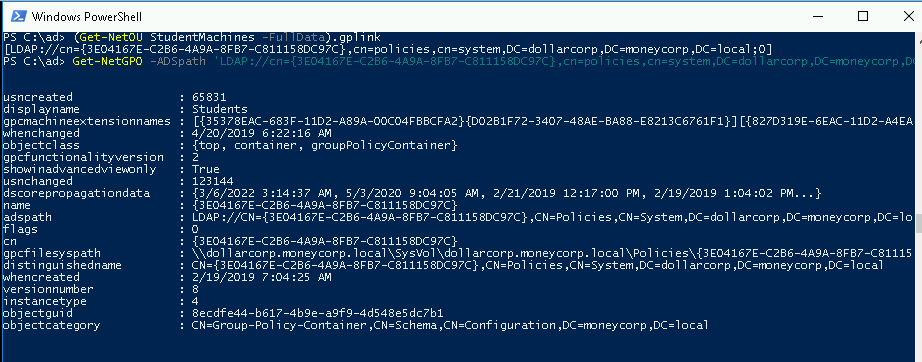 Windows PowerShell
PS C:\ad> (Get-NetOU StudentMachines -FullData).gplink
[LDAP://cn={3E04167E-C2B6-4A9A-8FB7-C811158DC97C},cn=policies,cn=system,DC=dollarcorp,DC=moneycorp,DC=local;0]
PS C:\ad> Get-NetGPO -ADSpath 'LDAP://cn={3E04167E-C2B6-4A9A-8FB7-C811158DC97C},cn=policies,cn=system,DC=dollarcorp,DC=moneycorp,D
usncreated : 65831
displayname : Students
gpcmachineextensionnames : [{35378EAC-683F-11D2-A89A-00C04FBBCFA2}{D02B1F72-3407-48AE-BA88-E8213C6761F1}][{827D319E-6EAC-11D2-A4EA
whenchanged : 4/20/2019 6:22:16 AM
objectclass : {top, container, groupPolicyContainer}
gpcfunctionalityversion : 2
showinadvancedviewonly : True
usnchanged : 123144
dscorepropagationdata : {3/6/2022 3:14:37 AM, 5/3/2020 9:04:05 AM, 2/21/2019 12:17:00 PM, 2/19/2019 1:04:02 PM...}
name : {3E04167E-C2B6-4A9A-8FB7-C811158DC97C}
adspath : LDAP://CN={3E04167E-C2B6-4A9A-8FB7-C811158DC97C},CN=Policies,CN=System,DC=dollarcorp,DC=moneycorp,DC=lo
flags : 0
cn : {3E04167E-C2B6-4A9A-8FB7-C811158DC97C}
gpcfilesyspath : \\dollarcorp.moneycorp.local\SysVol\dollarcorp.moneycorp.local\Policies\{3E04167E-C2B6-4A9A-8FB7-C81115
distinguishedname : CN={3E04167E-C2B6-4A9A-8FB7-C811158DC97C},CN=Policies,CN=System,DC=dollarcorp,DC=moneycorp,DC=local
whencreated : 2/19/2019 7:04:25 AM
versionnumber : 8
instancetype : 4
objectguid : 8ecdfe44-b617-4b9e-a9f9-4d548e5dc7b1
objectcategory : CN=Group-Policy-Container,CN=Schema,CN=Configuration,DC=moneycorp,DC=local